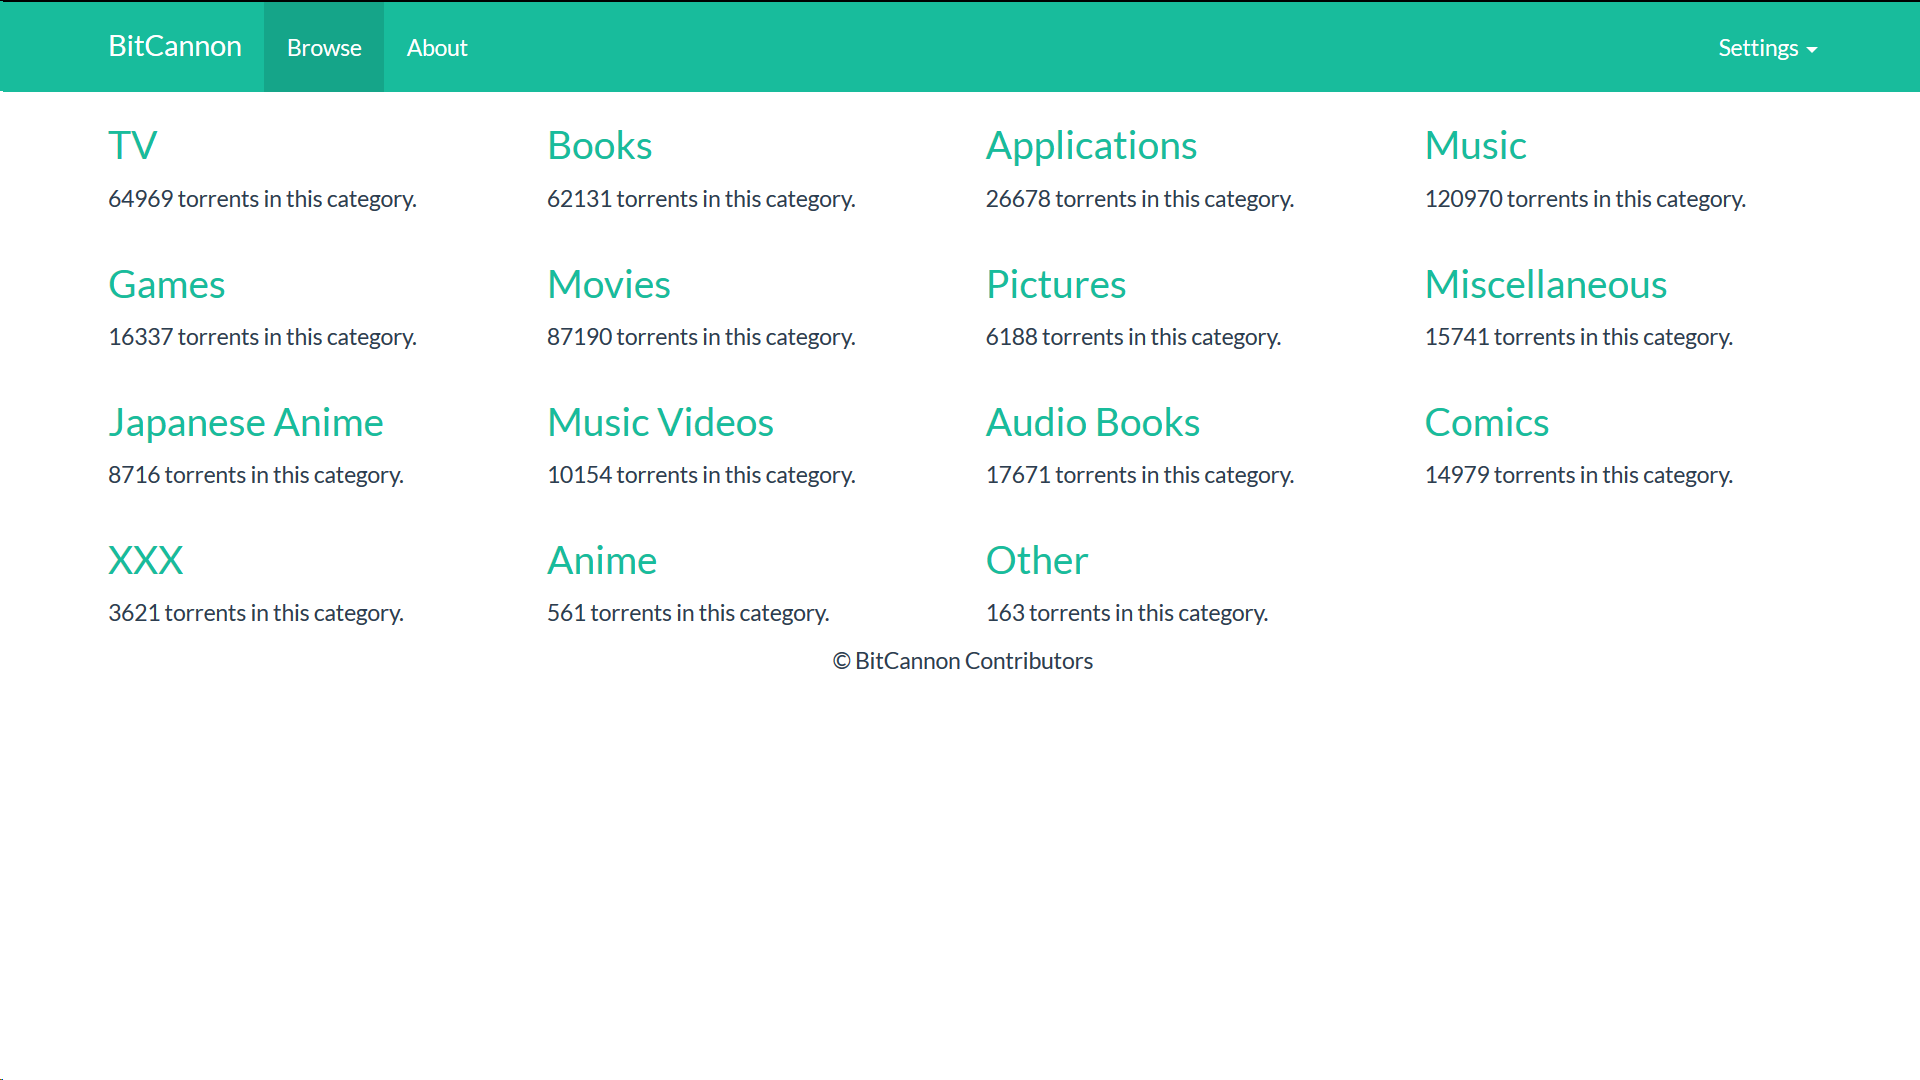 BitCannon Browse About Settings
TV Books Applications Music
64969 torrents in this category. 62131 torrents in this category. 26678 torrents in this category. 120970 torrents in this category.
Games Movies Pictures Miscellaneous
16337 torrents in this category. 87190 torrents in this category. 6188 torrents in this category. 15741 torrents in this category.
Japanese Anime Music Videos Audio Books Comics
8716 torrents in this category. 10154 torrents in this category. 17671 torrents in this category. 14979 torrents in this category.
XXX Anime Other
3621 torrents in this category. 561 torrents in this category. 163 torrents in this category.
© BitCannon Contributors